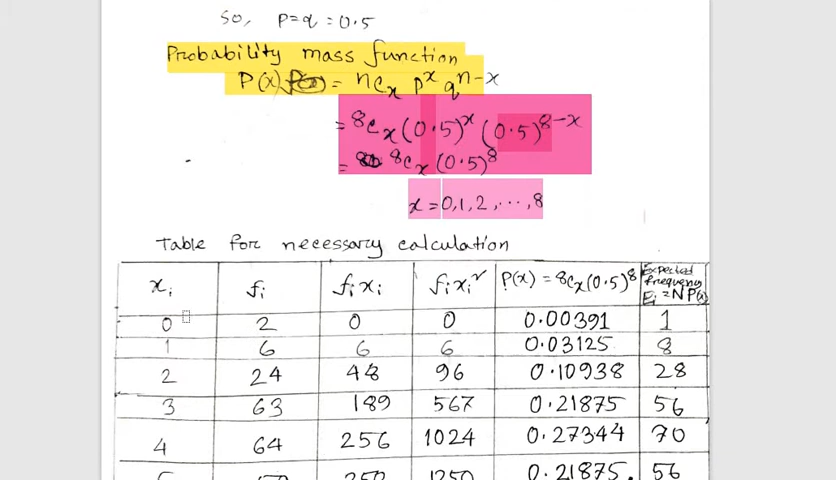 So, P=q=0.5
Probability mass function
P(x) = ⁿCₓ pˣ qⁿ⁻ˣ
= ⁸Cₓ (0.5)ˣ (0.5)⁸⁻ˣ
= ⁸Cₓ (0.5)⁸
x = 0,1,2, ..., 8
Table for necessary calculation
xᵢ fᵢ fᵢxᵢ fᵢxᵢ² P(x) = 8Cₓ(0.5)⁸ Expected frequency Eᵢ = NP(x)
0 2 0 0 0.00391 1
1 6 6 6 0.03125 8
2 24 48 96 0.10938 28
3 63 189 567 0.21875 56
4 64 256 1024 0.27344 70
250 1250 0.21875 56